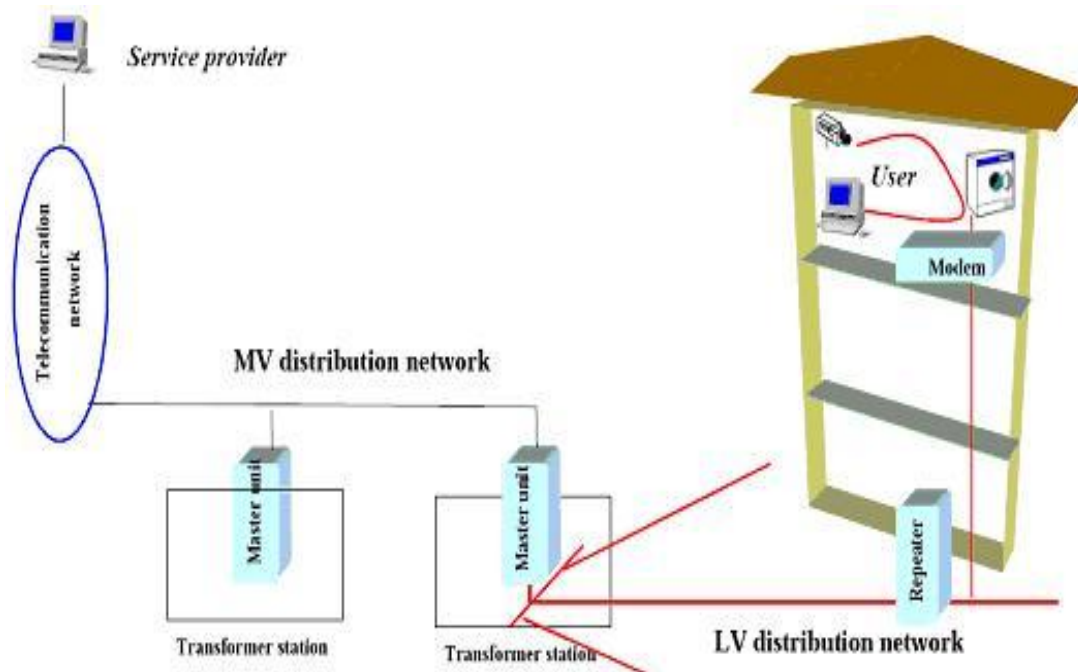 Service provider
Telecommunication
network
MV distribution network
Master unit
Transformer station
Master unit
Transformer station
User
Modem
Repeater
LV distribution network